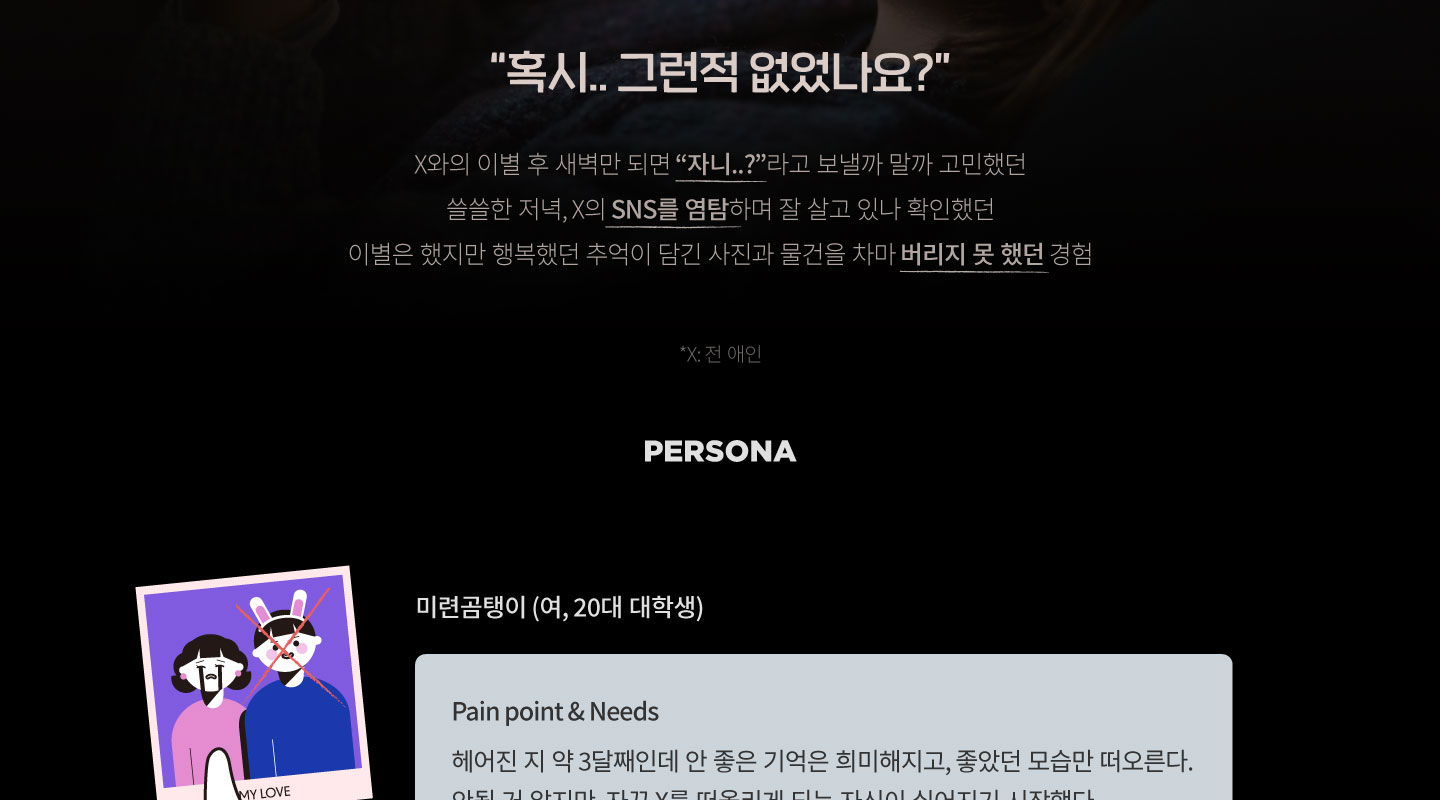 “혹시.. 그런적 없었나요?”
X와의 이별 후 새벽만 되면 “자니..?”라고 보낼까 말까 고민했던
쓸쓸한 저녁, X의 SNS를 염탐하며 잘 살고 있나 확인했던
이별은 했지만 행복했던 추억이 담긴 사진과 물건을 차마 버리지 못 했던 경험
*X: 전 애인
PERSONA
미련곰탱이 (여, 20대 대학생)
Pain point & Needs
헤어진 지 약 3달째인데 안 좋은 기억은 희미해지고, 좋았던 모습만 떠오른다.
MY LOVE